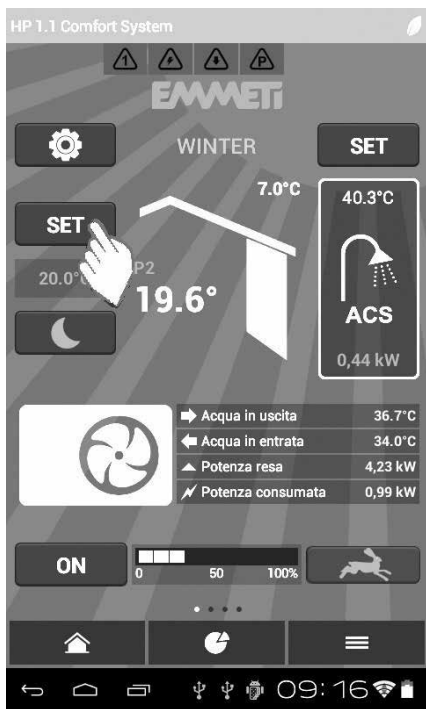 HP 1.1 Comfort System
1 P
EMMETI
WINTER
SET
7.0°C
40.3°C
SET
20.0°
P2
19.6°
ACS
0,44 kW
Acqua in uscita 36.7°C
Acqua in entrata 34.0°C
Potenza resa 4,23 kW
Potenza consumata 0,99 kW
ON
0 50 100%
09:16